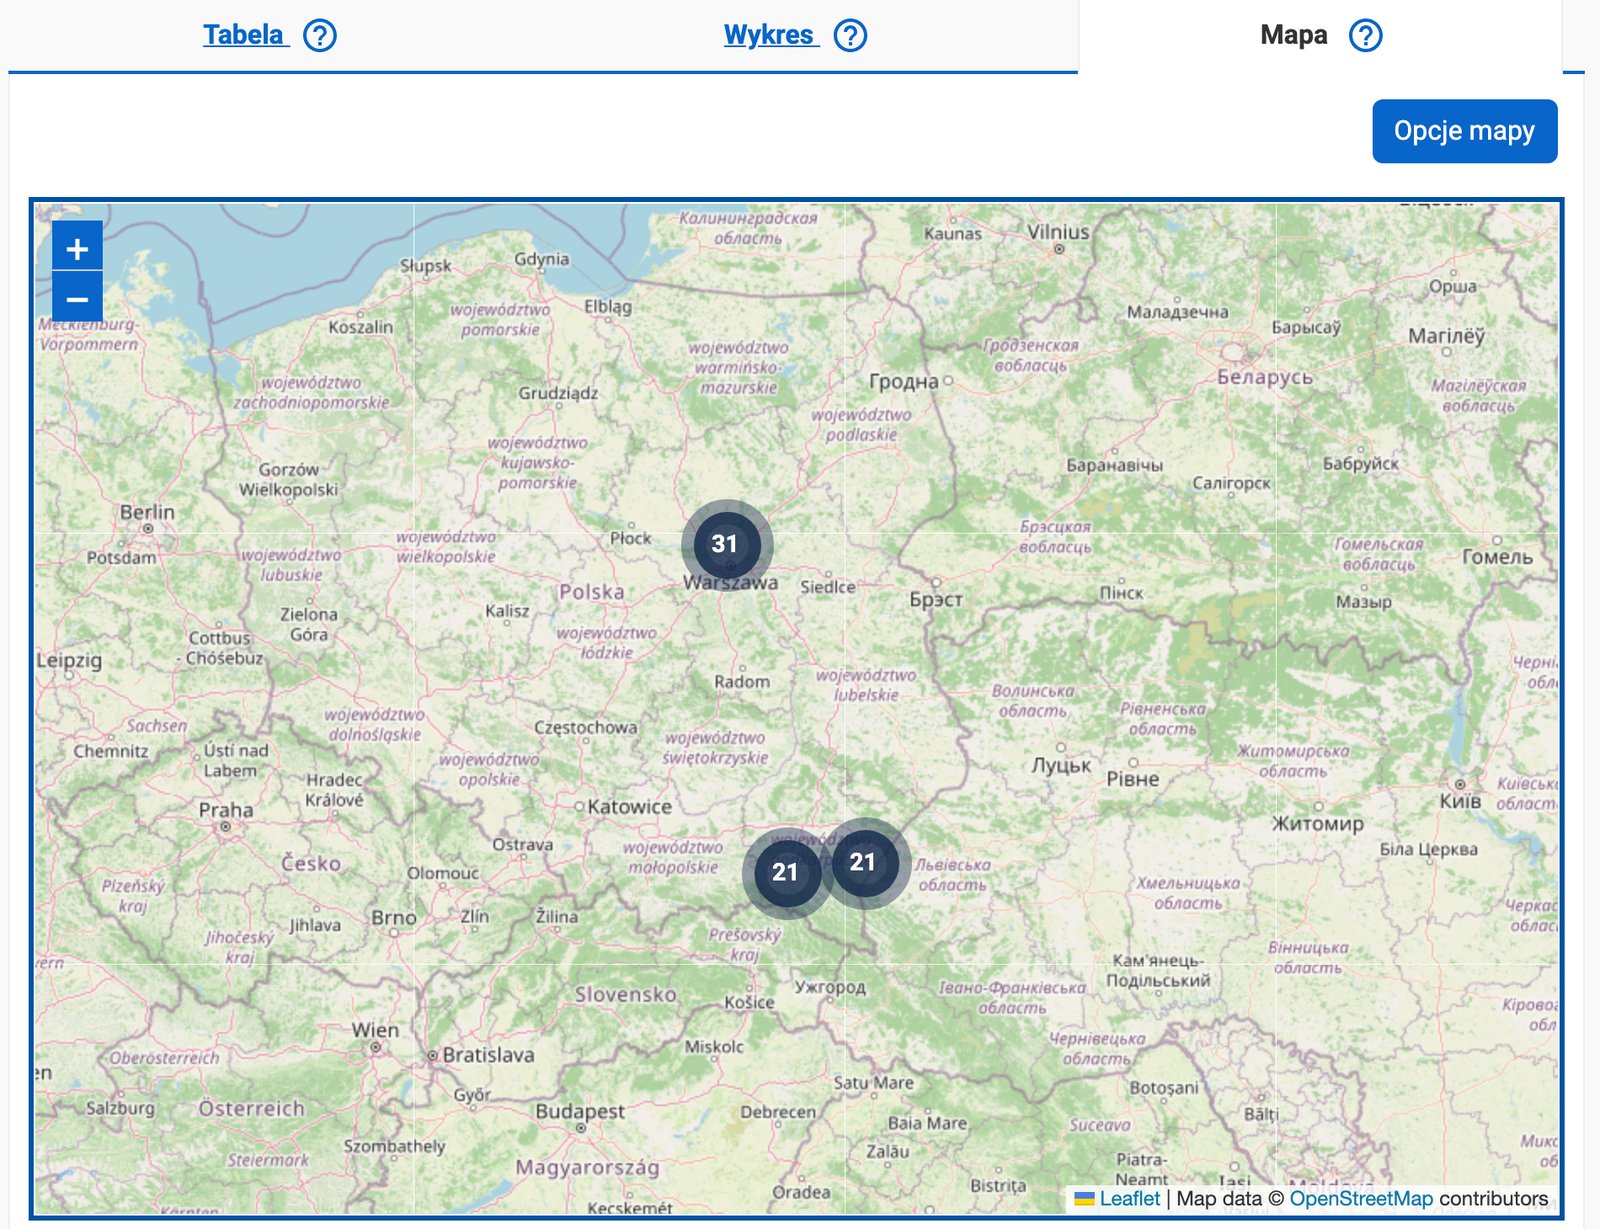 Tabela ?
Wykres ?
Mapa ?
Opcje mapy
+
−
Калининградская
область
Kaunas
Vilnius
Słupsk
Gdynia
Орша
Elbląg
Mecklenburg-
Vorpommern
Koszalin
województwo
pomorskie
Маладзечна
Барысаў
Магілёў
województwo
warmińsko-
mazurskie
Гродзенская
вобласць
województwo
zachodniopomorskie
Grudziądz
Гродна
Беларусь
Магілёўская
вобласць
województwo
podlaskie
województwo
kujawsko-
pomorskie
Gorzów
Wielkopolski
Баранавічы
Бабруйск
Салігорск
Berlin
Potsdam
województwo
lubuskie
województwo
wielkopolskie
Płock
31
Warszawa
Siedlce
Брэсцкая
вобласць
Гомельская
вобласць
Гомель
Polska
Брэст
Пінск
Мазыр
Zielona
Góra
Kalisz
Cottbus
- Chóśebuz
województwo
łódzkie
Leipzig
Radom
województwo
lubelskie
Волинська
область
Рівненська
область
Sachsen
Chemnitz
województwo
dolnośląskie
Częstochowa
województwo
świętokrzyskie
Ústí nad
Labem
Hradec
Králové
województwo
opolskie
Луцьк
Рівне
Житомирська
область
Київ
Praha
Katowice
Житомир
Біла Церква
Ostrava
województwo
małopolskie
21
21
Львівська
область
Česko
Olomouc
Plzeňský
kraj
Хмельницька
область
Jihlava
Brno
Zlín
Žilina
Jihočeský
kraj
Prešovský
kraj
Вінницька
область
Кам'янець-
Подільський
Slovensko
Košice
Ужгород
Івано-Франківська
область
Wien
Bratislava
Miskolc
Чернівецька
область
Oberösterreich
Győr
Satu Mare
Botoșani
Salzburg
Österreich
Budapest
Debrecen
Baia Mare
Suceava
Bălți
Szombathely
Zalău
Steiermark
Magyarország
Piatra-
Neamț
Iași
Oradea
Bistrița
Kecskemét
Leaflet | Map data © OpenStreetMap contributors